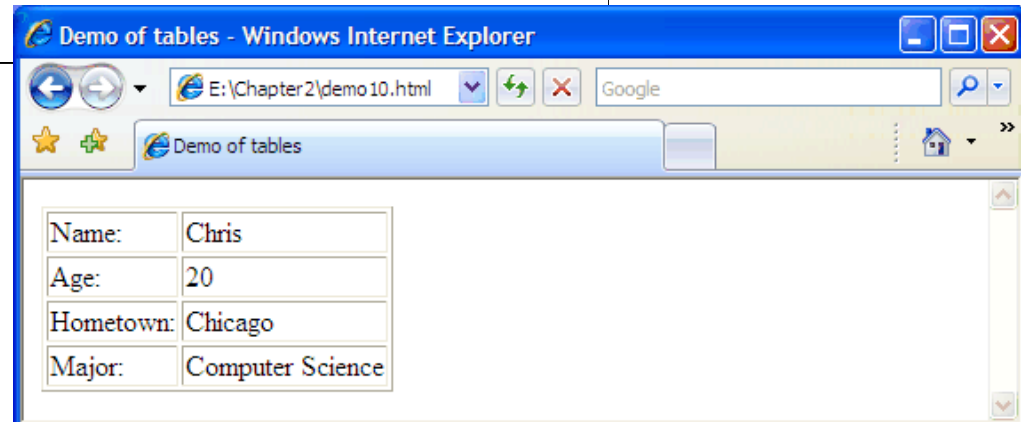 Demo of tables - Windows Internet Explorer
E:\Chapter2\demo10.html Google
Demo of tables
Name: Chris
Age: 20
Hometown: Chicago
Major: Computer Science